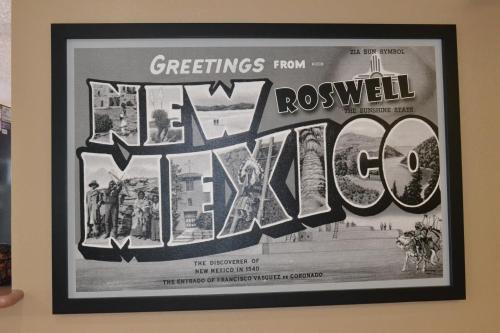 GREETINGS FROM
ZIA SUN SYMBOL
NEW
ROSWELL
THE SUNSHINE STATE
MEXICO
THE DISCOVERER OF
NEW MEXICO IN 1540
THE ENTRADO OF FRANCISCO VASQUEZ DE CORONADO